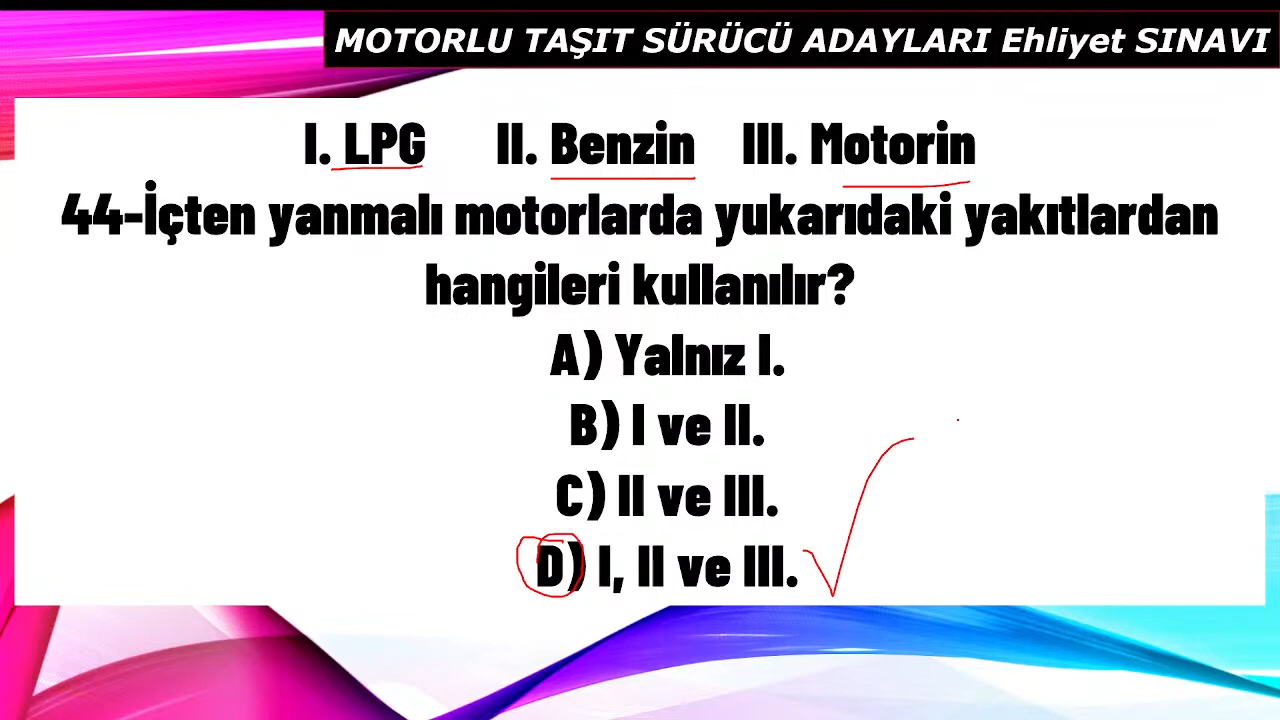 MOTORLU TAŞIT SÜRÜCÜ ADAYLARI Ehliyet SINAVI
I. LPG II. Benzin III. Motorin
44-İçten yanmalı motorlarda yukarıdaki yakıtlardan
hangileri kullanılır?
A) Yalnız I.
B) I ve II.
C) II ve III.
D) I, II ve III.